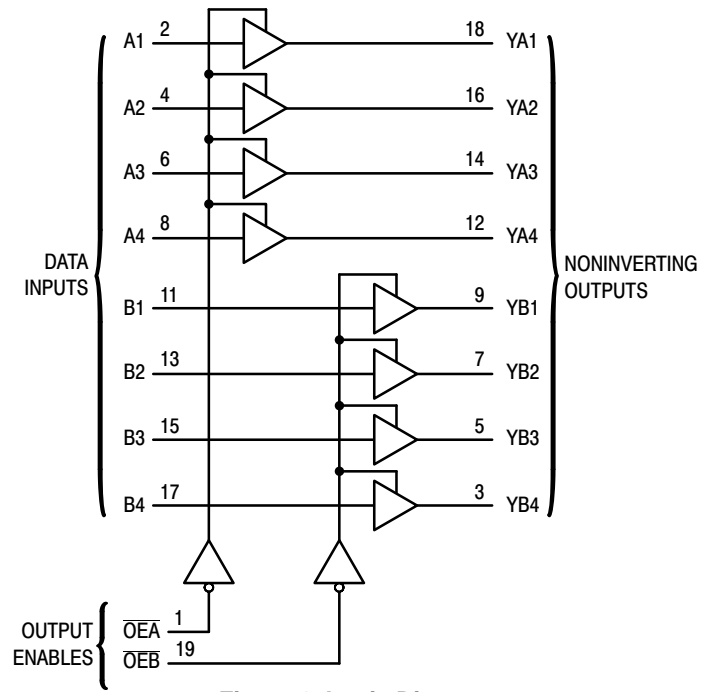 A1 2 18 YA1
A2 4 16 YA2
A3 6 14 YA3
A4 8 12 YA4
DATA
INPUTS
NONINVERTING
OUTPUTS
B1 11 9 YB1
B2 13 7 YB2
B3 15 5 YB3
B4 17 3 YB4
OUTPUT
ENABLES
O̅E̅A̅ 1
O̅E̅B̅ 19